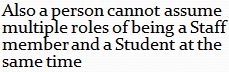 Also a person cannot assume
multiple roles of being a Staff
member and a Student at the
same time